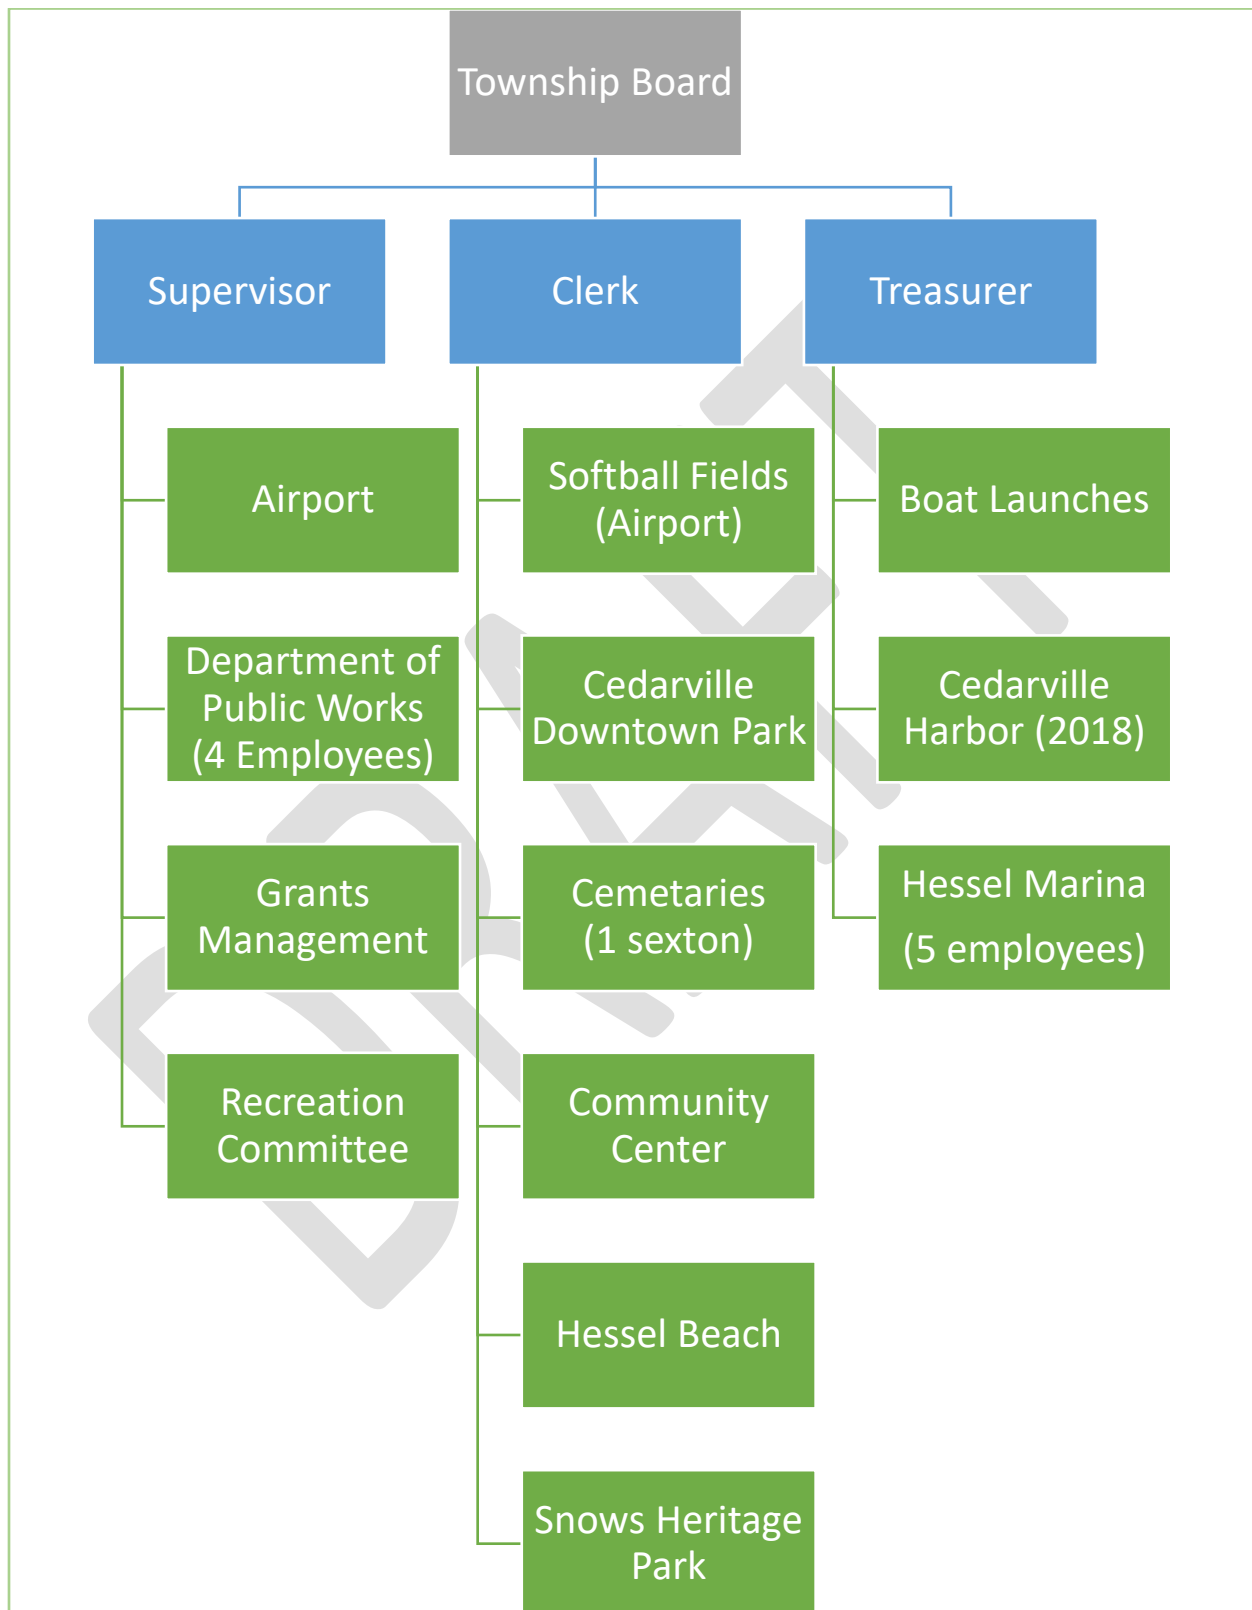 Township Board
Supervisor
Clerk
Treasurer
Airport
Department of
Public Works
(4 Employees)
Grants
Management
Recreation
Committee
Softball Fields
(Airport)
Cedarville
Downtown Park
Cemetaries
(1 sexton)
Community
Center
Hessel Beach
Snows Heritage
Park
Boat Launches
Cedarville
Harbor (2018)
Hessel Marina
(5 employees)
DRAFT